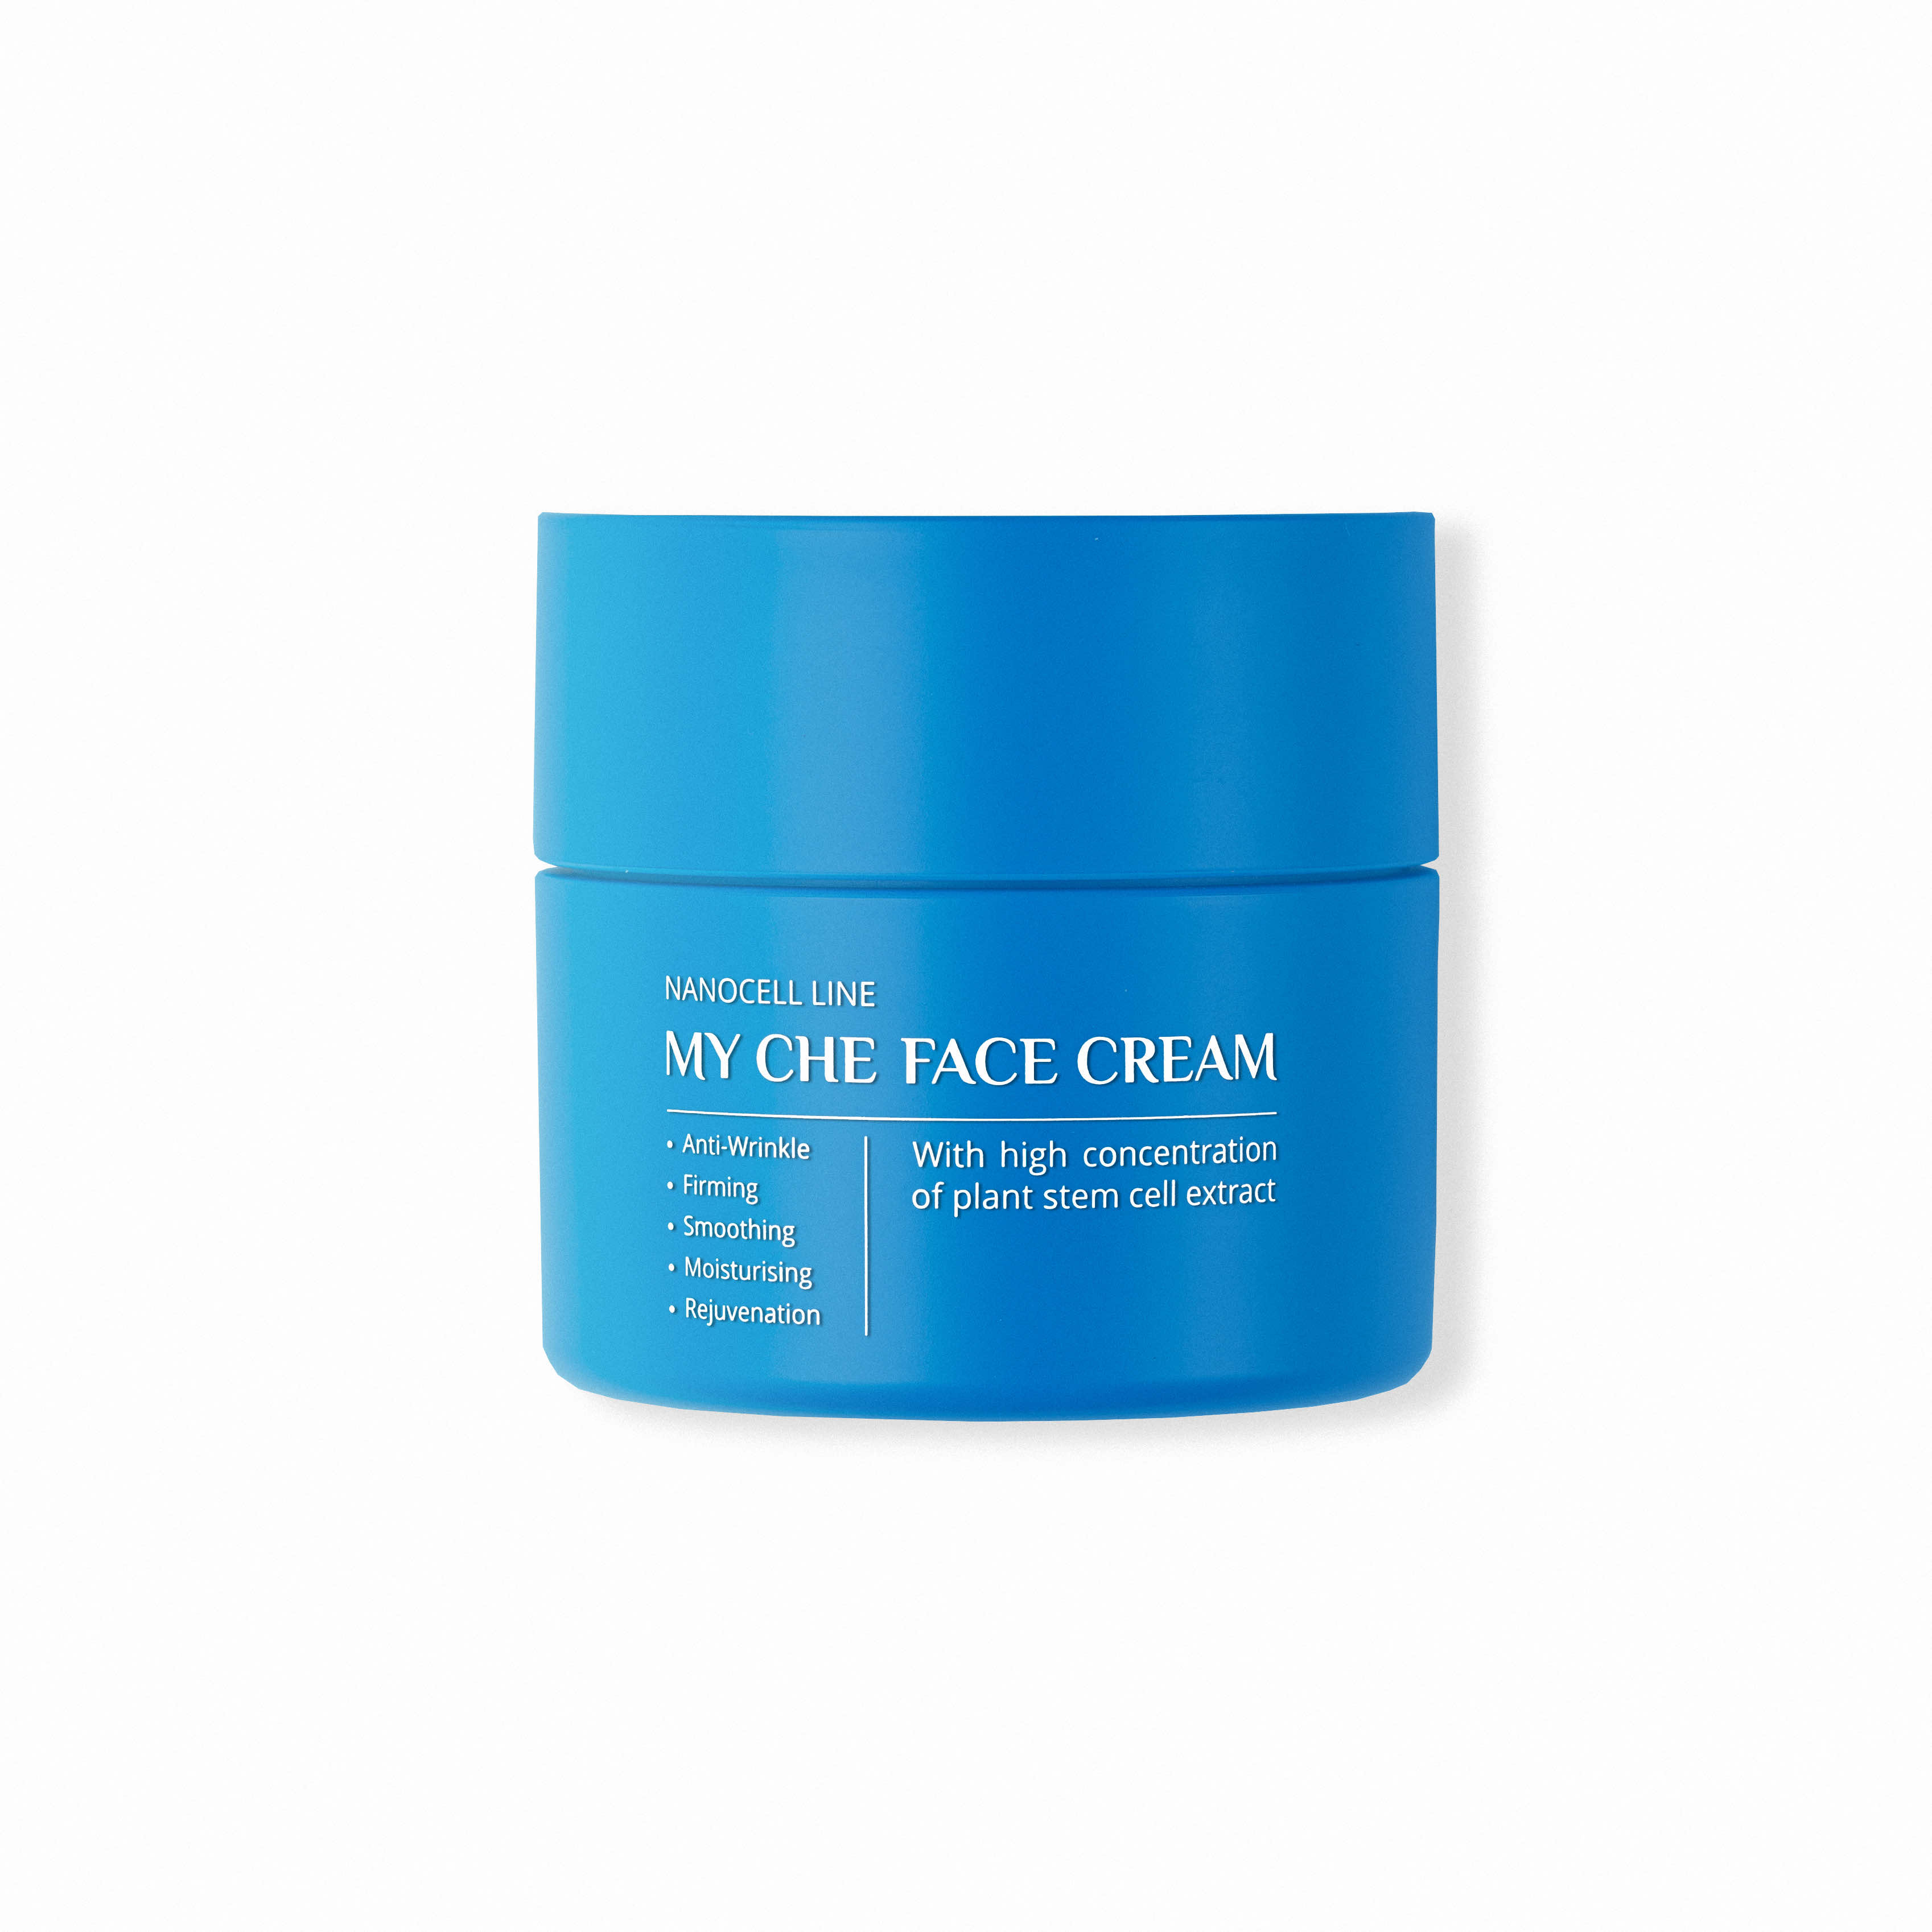 NANOCELL LINE
MY CHE FACE CREAM
• Anti-Wrinkle
• Firming
• Smoothing
• Moisturising
• Rejuvenation
With high concentration
of plant stem cell extract